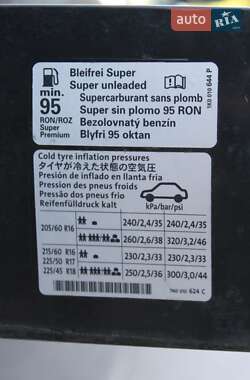 AUTO.RIA
Bleifrei Super
Super unleaded
Supercarburant sans plomb
Super sin plomo 95 RON
Bezolovnatý benzín
Blyfri 95 oktan
min.
95
RON/ROZ
Super
Premium
1K0 010 644 P
Cold tyre inflation pressures
タイヤが冷えた状態の空気圧
Presión de inflado en llanta fria
Pression des pneus froids
Pressão dos pneus frio
Reifenfülldruck kalt
kPa/bar/psi
205/60 R16
240/2,4/35 240/2,4/35
260/2,6/38 320/3,2/46
215/60 R16
225/50 R17
225/45 R18
230/2,3/33 230/2,3/33
250/2,5/36 300/3,0/44
624 C